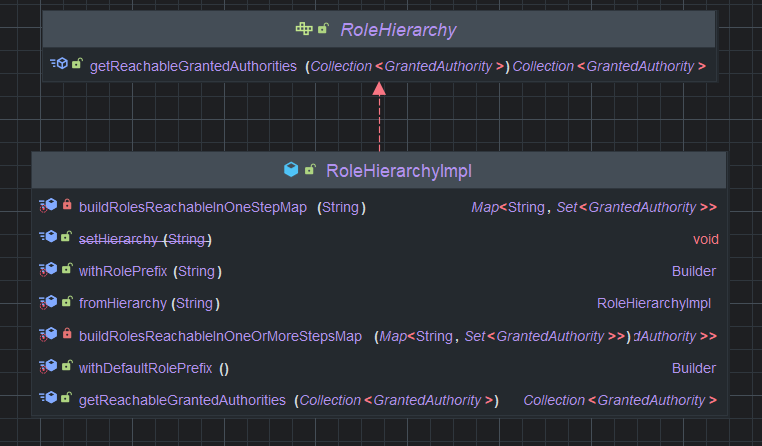 RoleHierarchy
getReachableGrantedAuthorities (Collection<GrantedAuthority>) Collection<GrantedAuthority>
RoleHierarchyImpl
buildRolesReachableInOneStepMap (String) Map<String, Set<GrantedAuthority>>
setHierarchy (String) void
withRolePrefix (String) Builder
fromHierarchy (String) RoleHierarchyImpl
buildRolesReachableInOneOrMoreStepsMap (Map<String, Set<GrantedAuthority>>) dAuthority>>
withDefaultRolePrefix () Builder
getReachableGrantedAuthorities (Collection<GrantedAuthority>) Collection<GrantedAuthority>